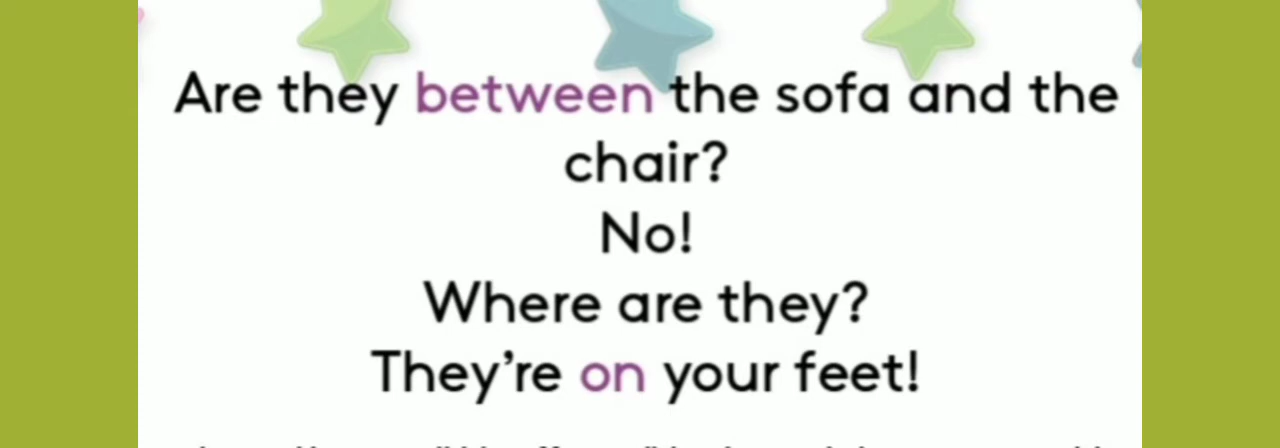 Are they between the sofa and the
chair?
No!
Where are they?
They're on your feet!